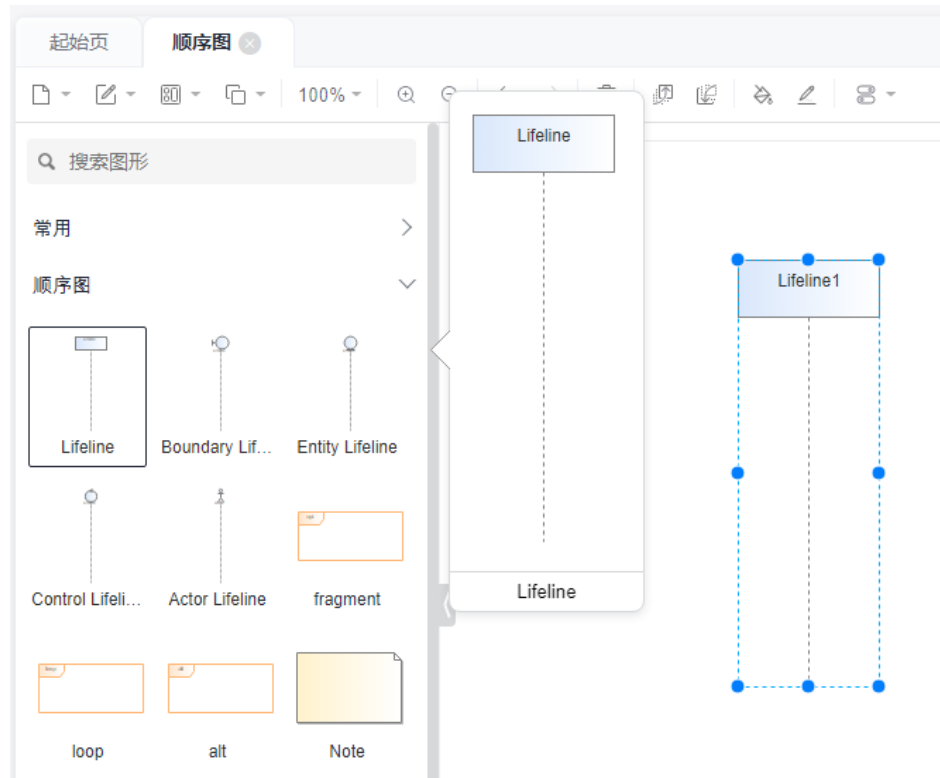 起始页
顺序图
100%
搜索图形
常用
顺序图
Lifeline
Boundary Lif...
Entity Lifeline
Control Lifeli...
Actor Lifeline
fragment
loop
alt
Note
Lifeline
Lifeline
Lifeline1